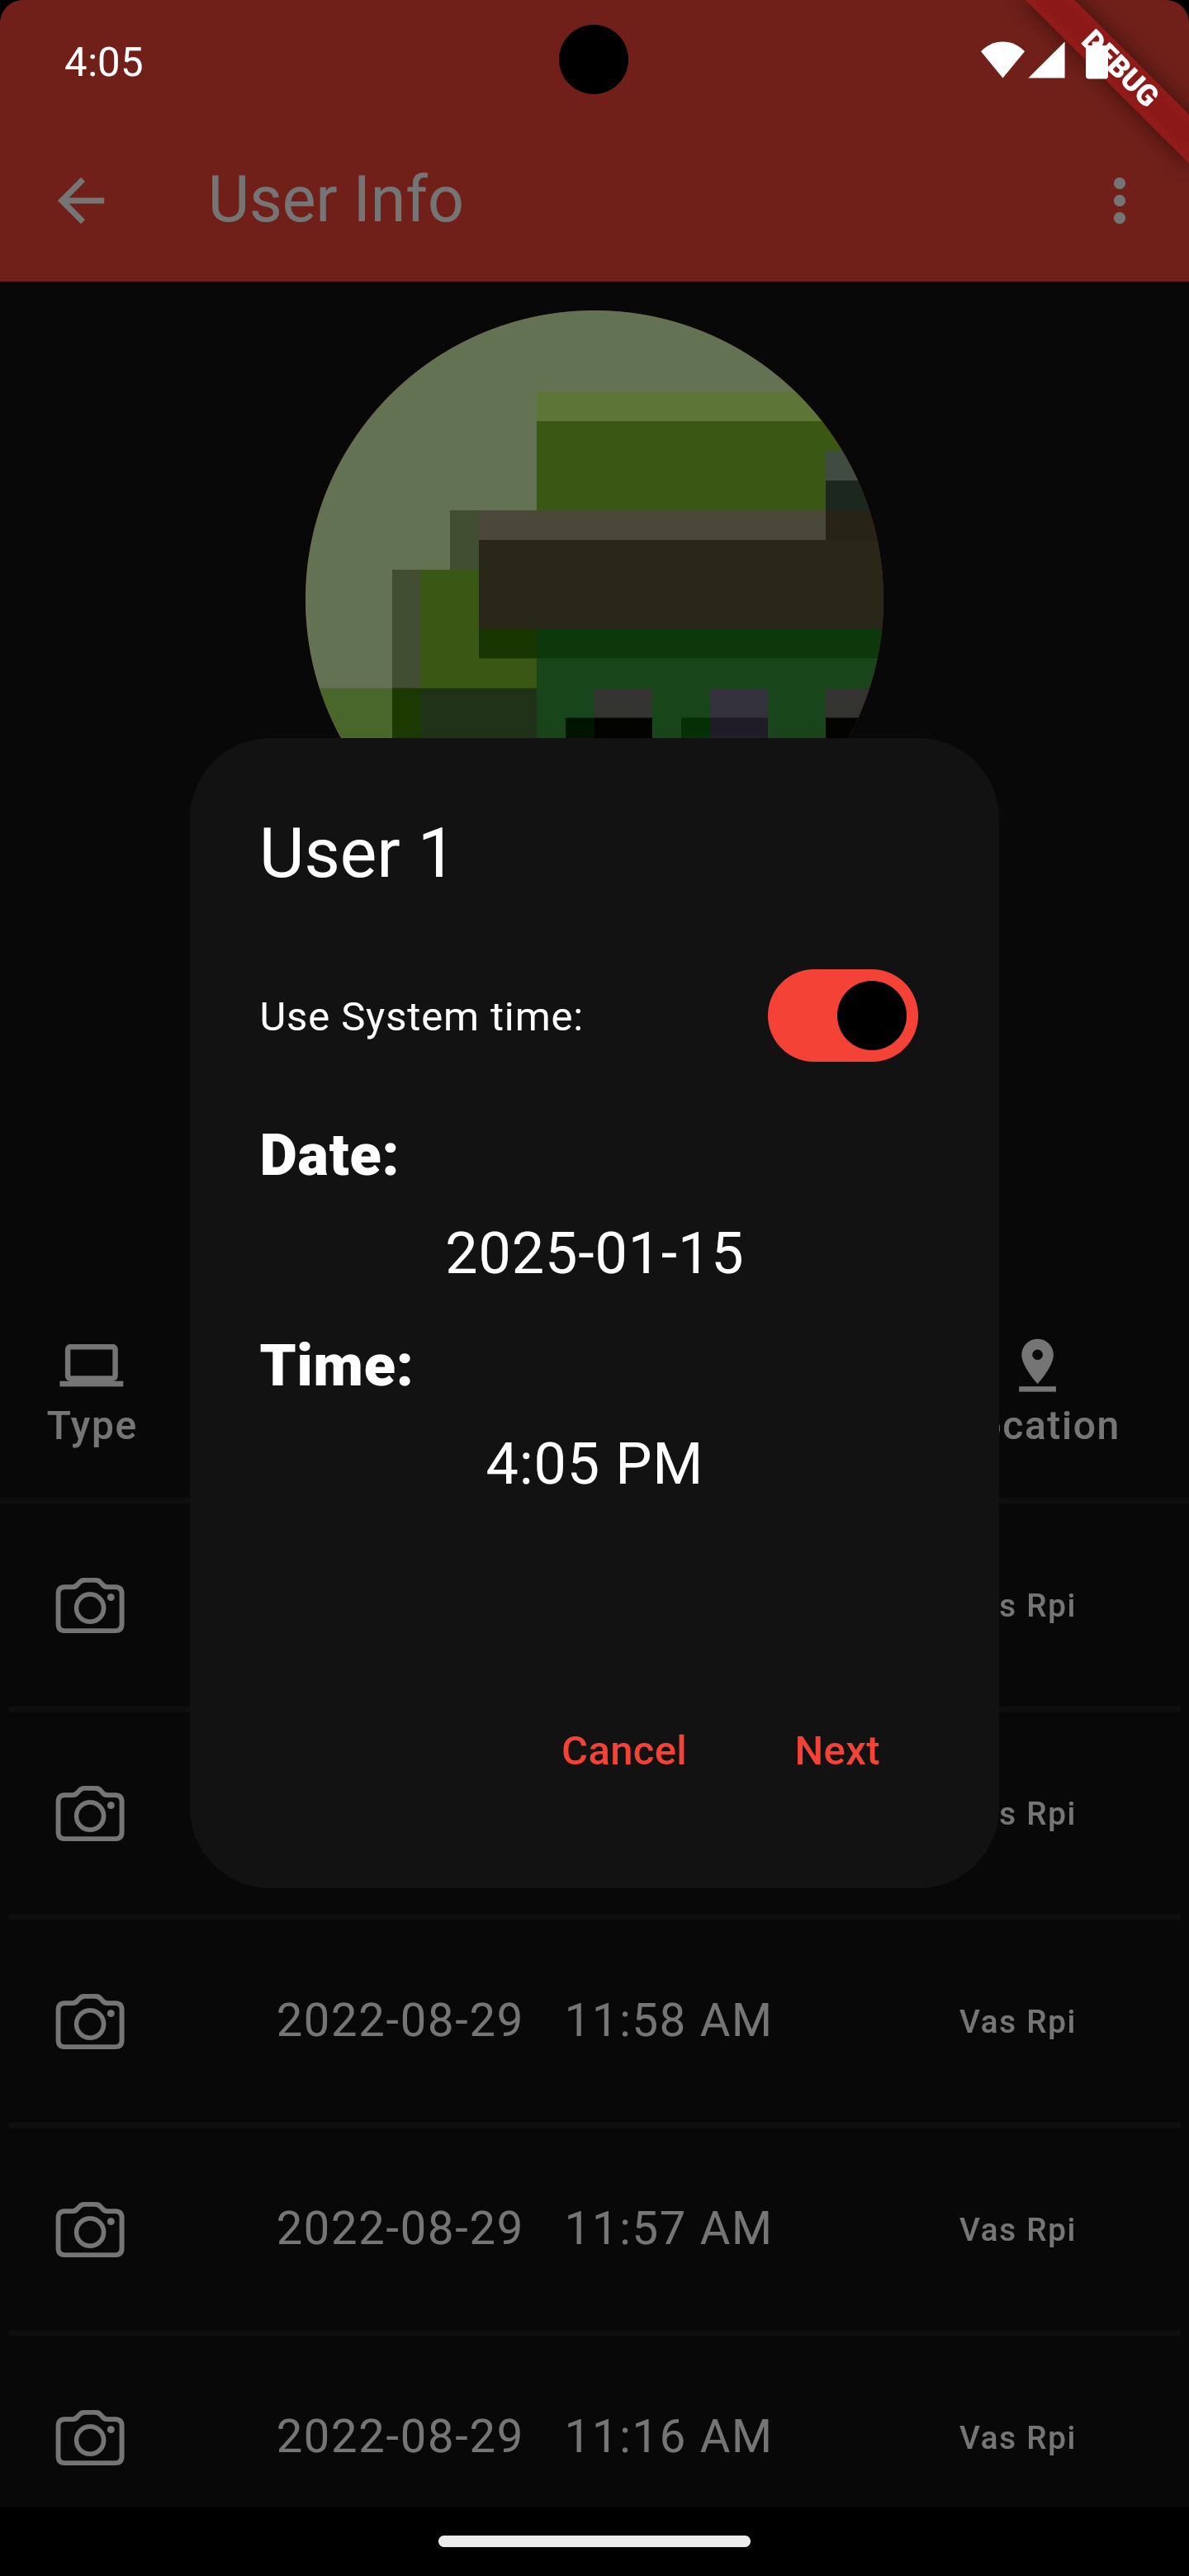 4:05
DEBUG
User Info
User 1
Use System time:
Date:
2025-01-15
Time:
4:05 PM
Type
cation
s Rpi
Cancel Next
s Rpi
2022-08-29 11:58 AM Vas Rpi
2022-08-29 11:57 AM Vas Rpi
2022-08-29 11:16 AM Vas Rpi